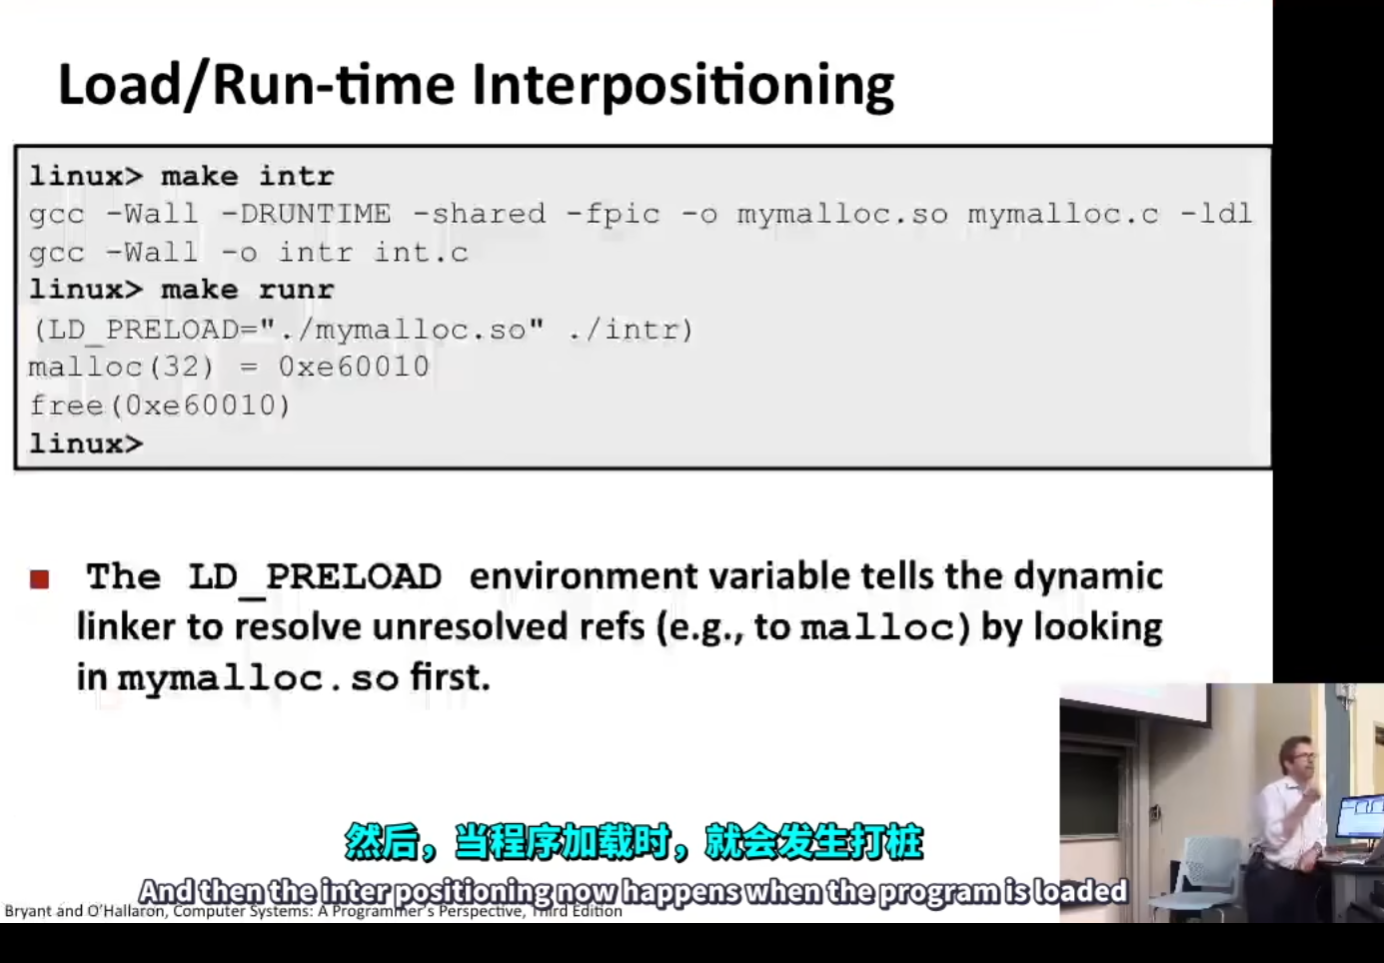 Load/Run-time Interpositioning
linux> make intr
gcc -Wall -DRUNTIME -shared -fpic -o mymalloc.so mymalloc.c -ldl
gcc -Wall -o intr int.c
linux> make runr
(LD_PRELOAD="./mymalloc.so" ./intr)
malloc(32) = 0xe60010
free(0xe60010)
linux>
The LD_PRELOAD environment variable tells the dynamic
linker to resolve unresolved refs (e.g., to malloc) by looking
in mymalloc.so first.
然后，当程序加载时，就会发生打桩
And then the inter positioning now happens when the program is loaded
Bryant and O'Hallaron, Computer Systems: A Programmer's Perspective, Third Edition